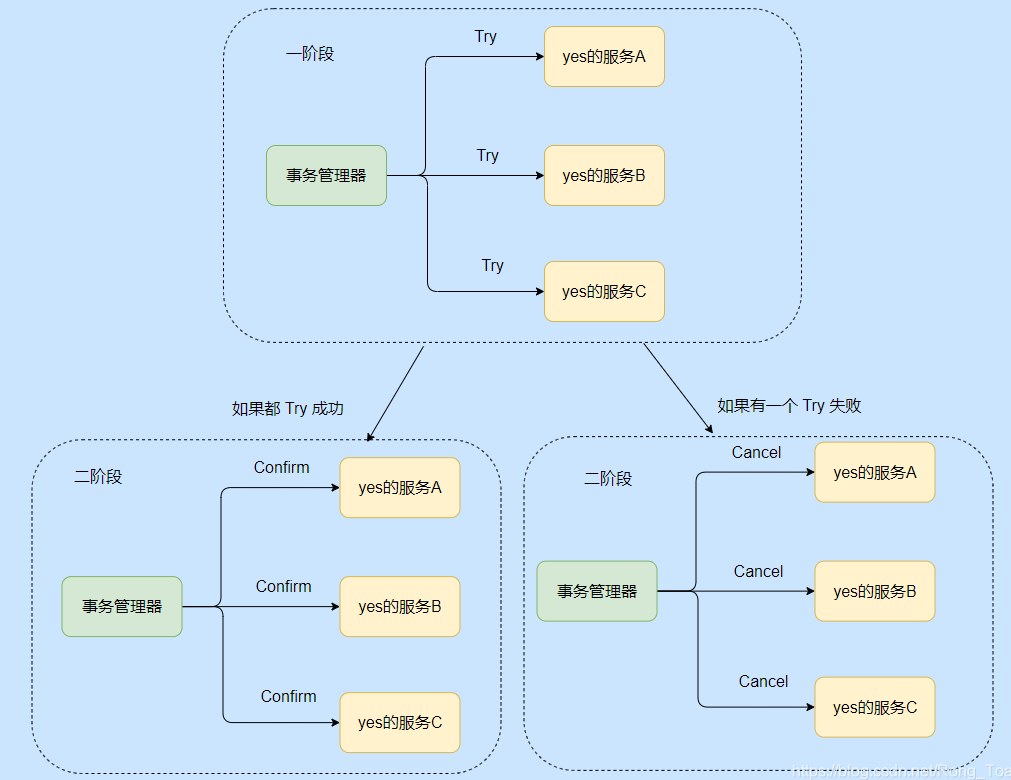 一阶段
Try
yes的服务A
事务管理器
Try
yes的服务B
Try
yes的服务C
如果都 Try 成功
如果有一个 Try 失败
二阶段
Confirm
yes的服务A
事务管理器
Confirm
yes的服务B
Confirm
yes的服务C
二阶段
Cancel
yes的服务A
事务管理器
Cancel
yes的服务B
Cancel
yes的服务C
https://blog.csdn.net/Rong_Toa